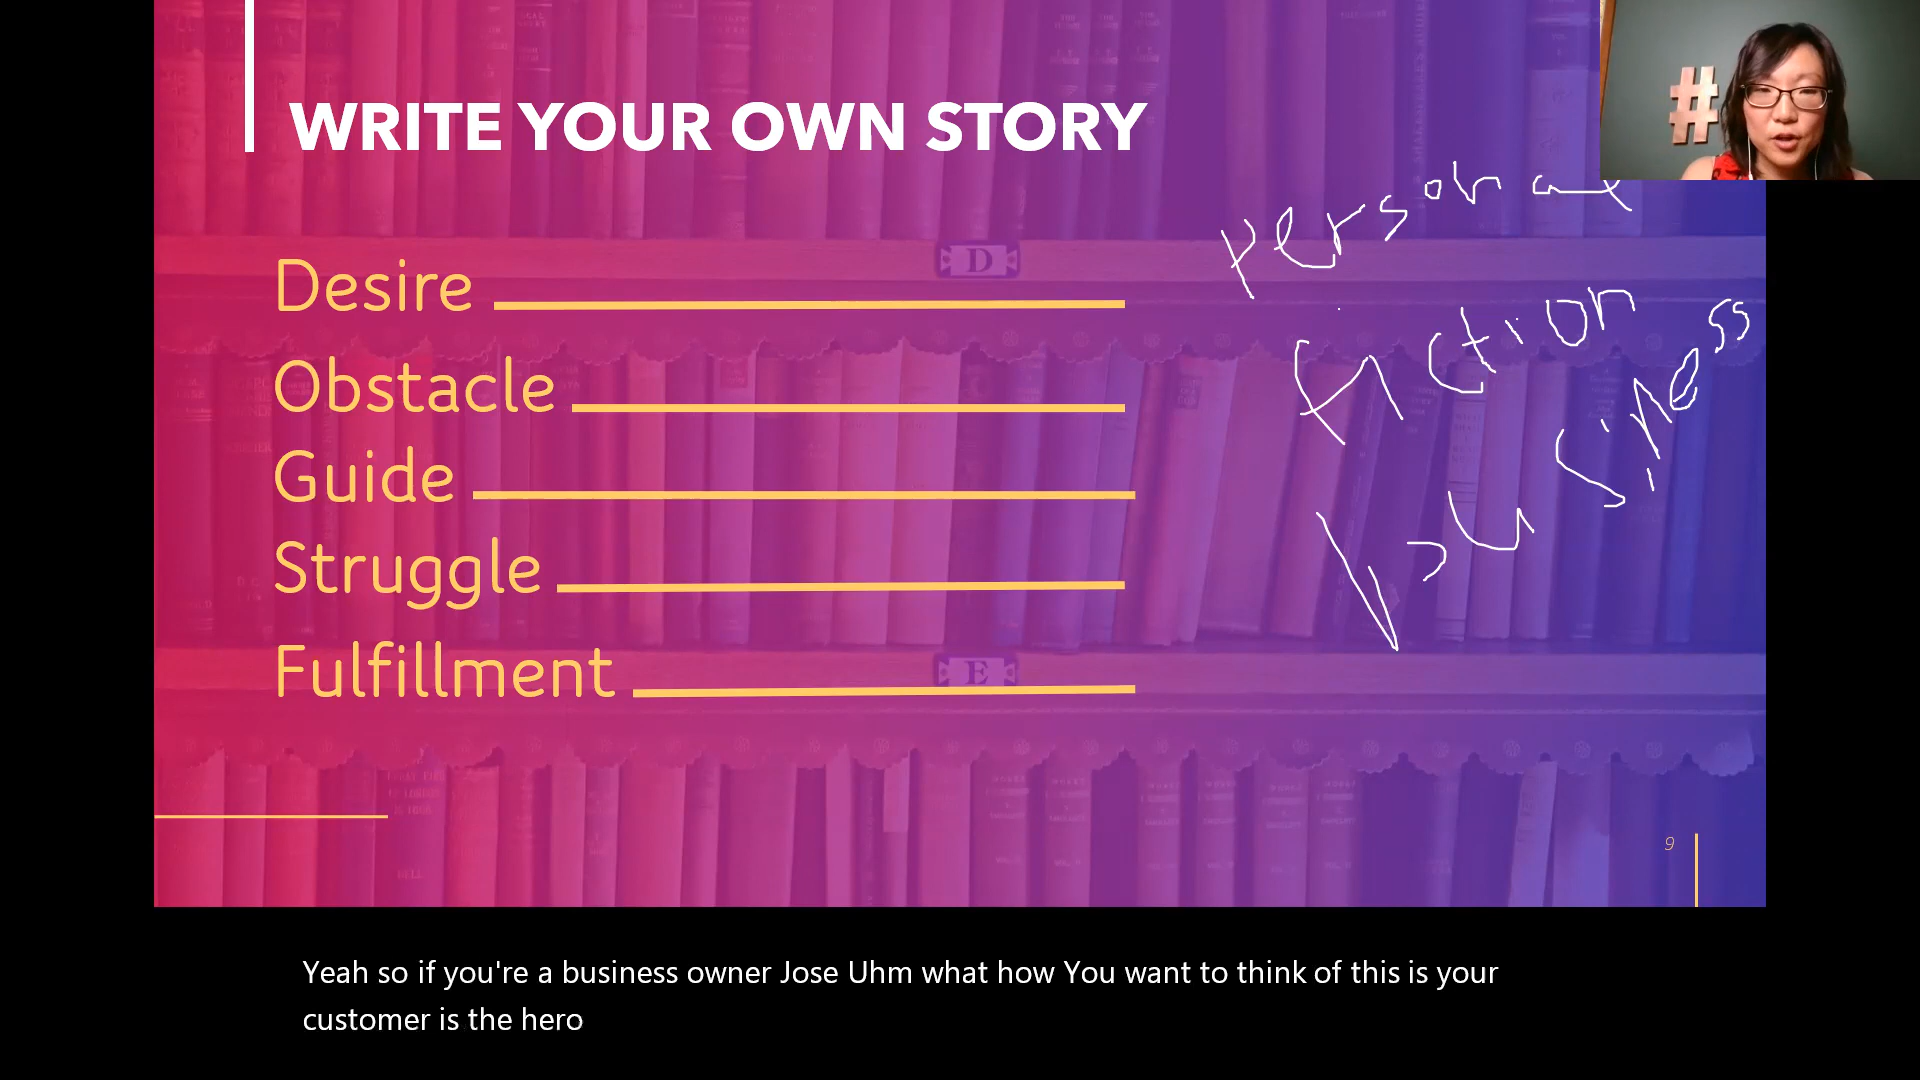 WRITE YOUR OWN STORY
Desire
Obstacle
Guide
Struggle
Fulfillment
personal
fiction
business
D
E
9
#
Yeah so if you're a business owner Jose Uhm what how You want to think of this is your
customer is the hero